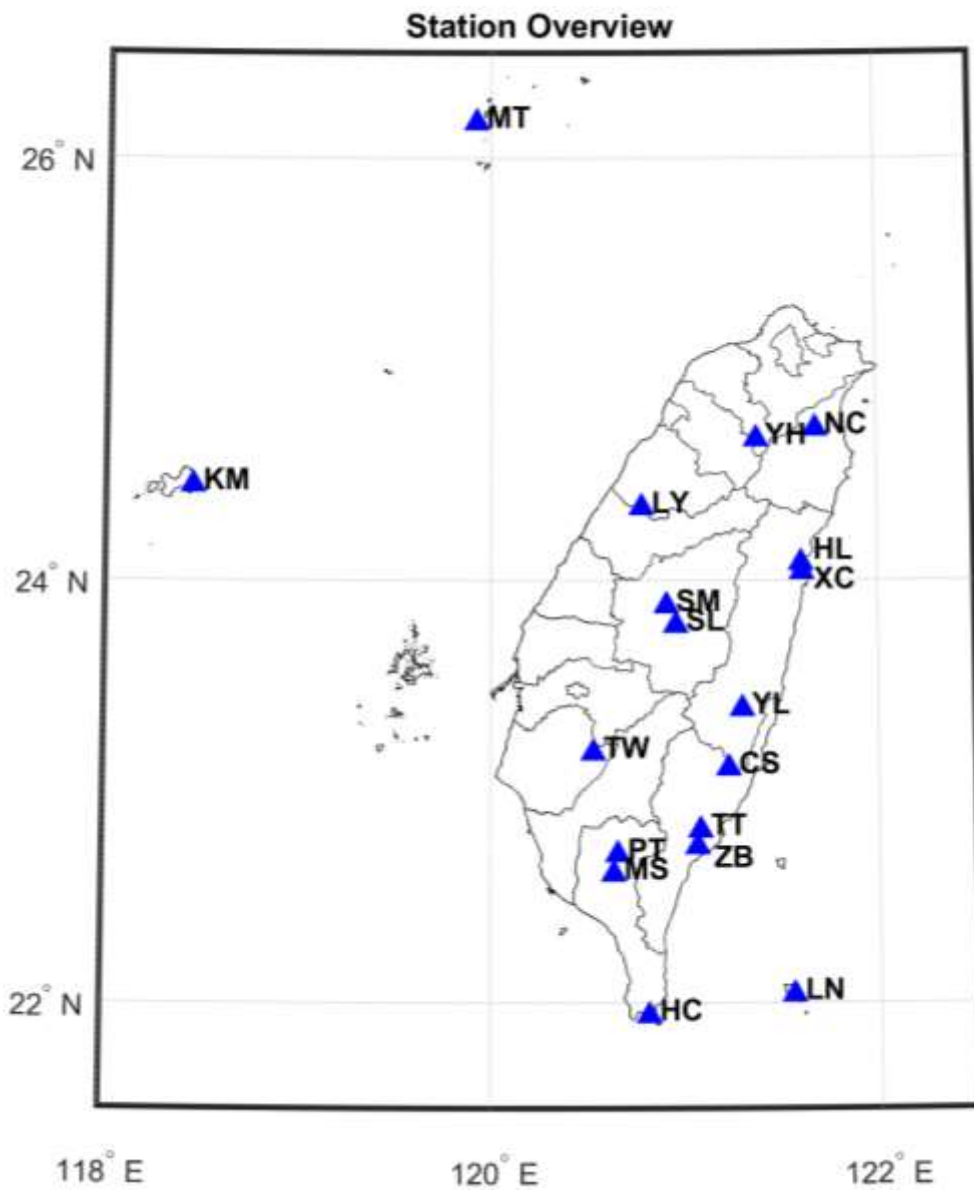 Station Overview
MT
26° N
NC
YH
KM
LY
HL
24° N
XC
SM
SL
YL
TW
CS
TT
PT
ZB
MS
LN
22° N
HC
118° E
120° E
122° E